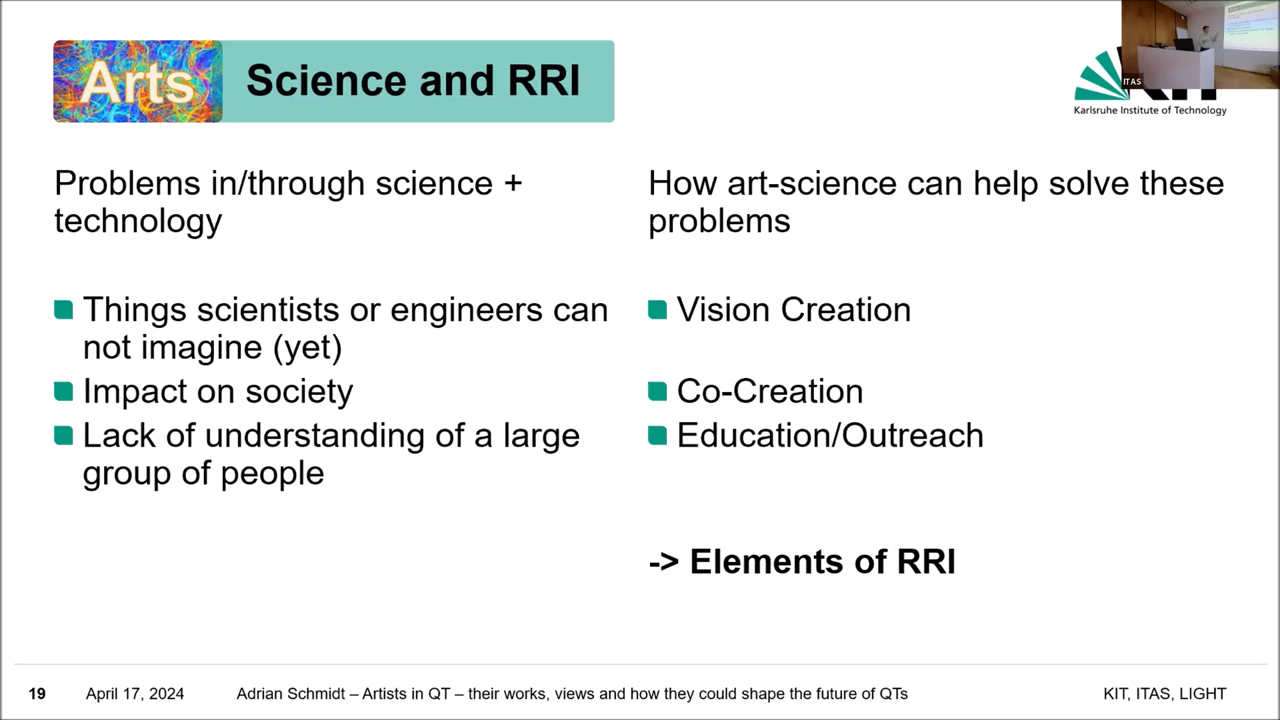 Arts Science and RRI
ITAS
Karlsruhe Institute of Technology
Problems in/through science +
technology
Things scientists or engineers can
not imagine (yet)
Impact on society
Lack of understanding of a large
group of people
How art-science can help solve these
problems
Vision Creation
Co-Creation
Education/Outreach
-> Elements of RRI
19 April 17, 2024 Adrian Schmidt – Artists in QT – their works, views and how they could shape the future of QTs KIT, ITAS, LIGHT